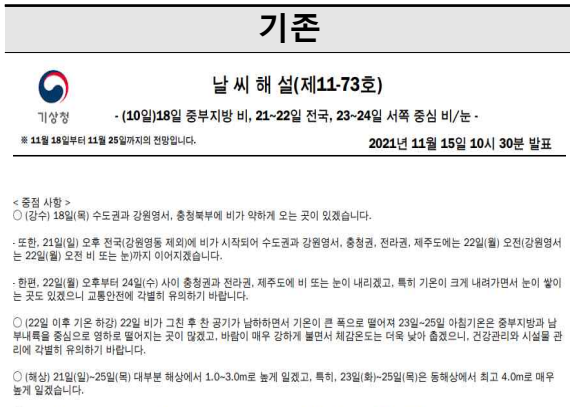 기존
날 씨 해 설(제11-73호)
기상청
- (10일)18일 중부지방 비, 21~22일 전국, 23~24일 서쪽 중심 비/눈 -
※ 11월 18일부터 11월 25일까지의 전망입니다.
2021년 11월 15일 10시 30분 발표
< 중점 사항 >
○ (강수) 18일(목) 수도권과 강원영서, 충청북부에 비가 약하게 오는 곳이 있겠습니다.
- 또한, 21일(일) 오후 전국(강원영동 제외)에 비가 시작되어 수도권과 강원영서, 충청권, 전라권, 제주도에는 22일(월) 오전(강원영서
는 22일(월) 오전 비 또는 눈)까지 이어지겠습니다.
- 한편, 22일(월) 오후부터 24일(수) 사이 충청권과 전라권, 제주도에 비 또는 눈이 내리겠고, 특히 기온이 크게 내려가면서 눈이 쌓이
는 곳도 있겠으니 교통안전에 각별히 유의하기 바랍니다.
○ (22일 이후 기온 하강) 22일 비가 그친 후 찬 공기가 남하하면서 기온이 큰 폭으로 떨어져 23일~25일 아침기온은 중부지방과 남
부내륙을 중심으로 영하로 떨어지는 곳이 많겠고, 바람이 매우 강하게 불면서 체감온도는 더욱 낮아 춥겠으니, 건강관리와 시설물 관
리에 각별히 유의하기 바랍니다.
○ (해상) 21일(일)~25일(목) 대부분 해상에서 1.0~3.0m로 높게 일겠고, 특히, 23일(화)~25일(목)은 동해상에서 최고 4.0m로 매우
높게 일겠습니다.